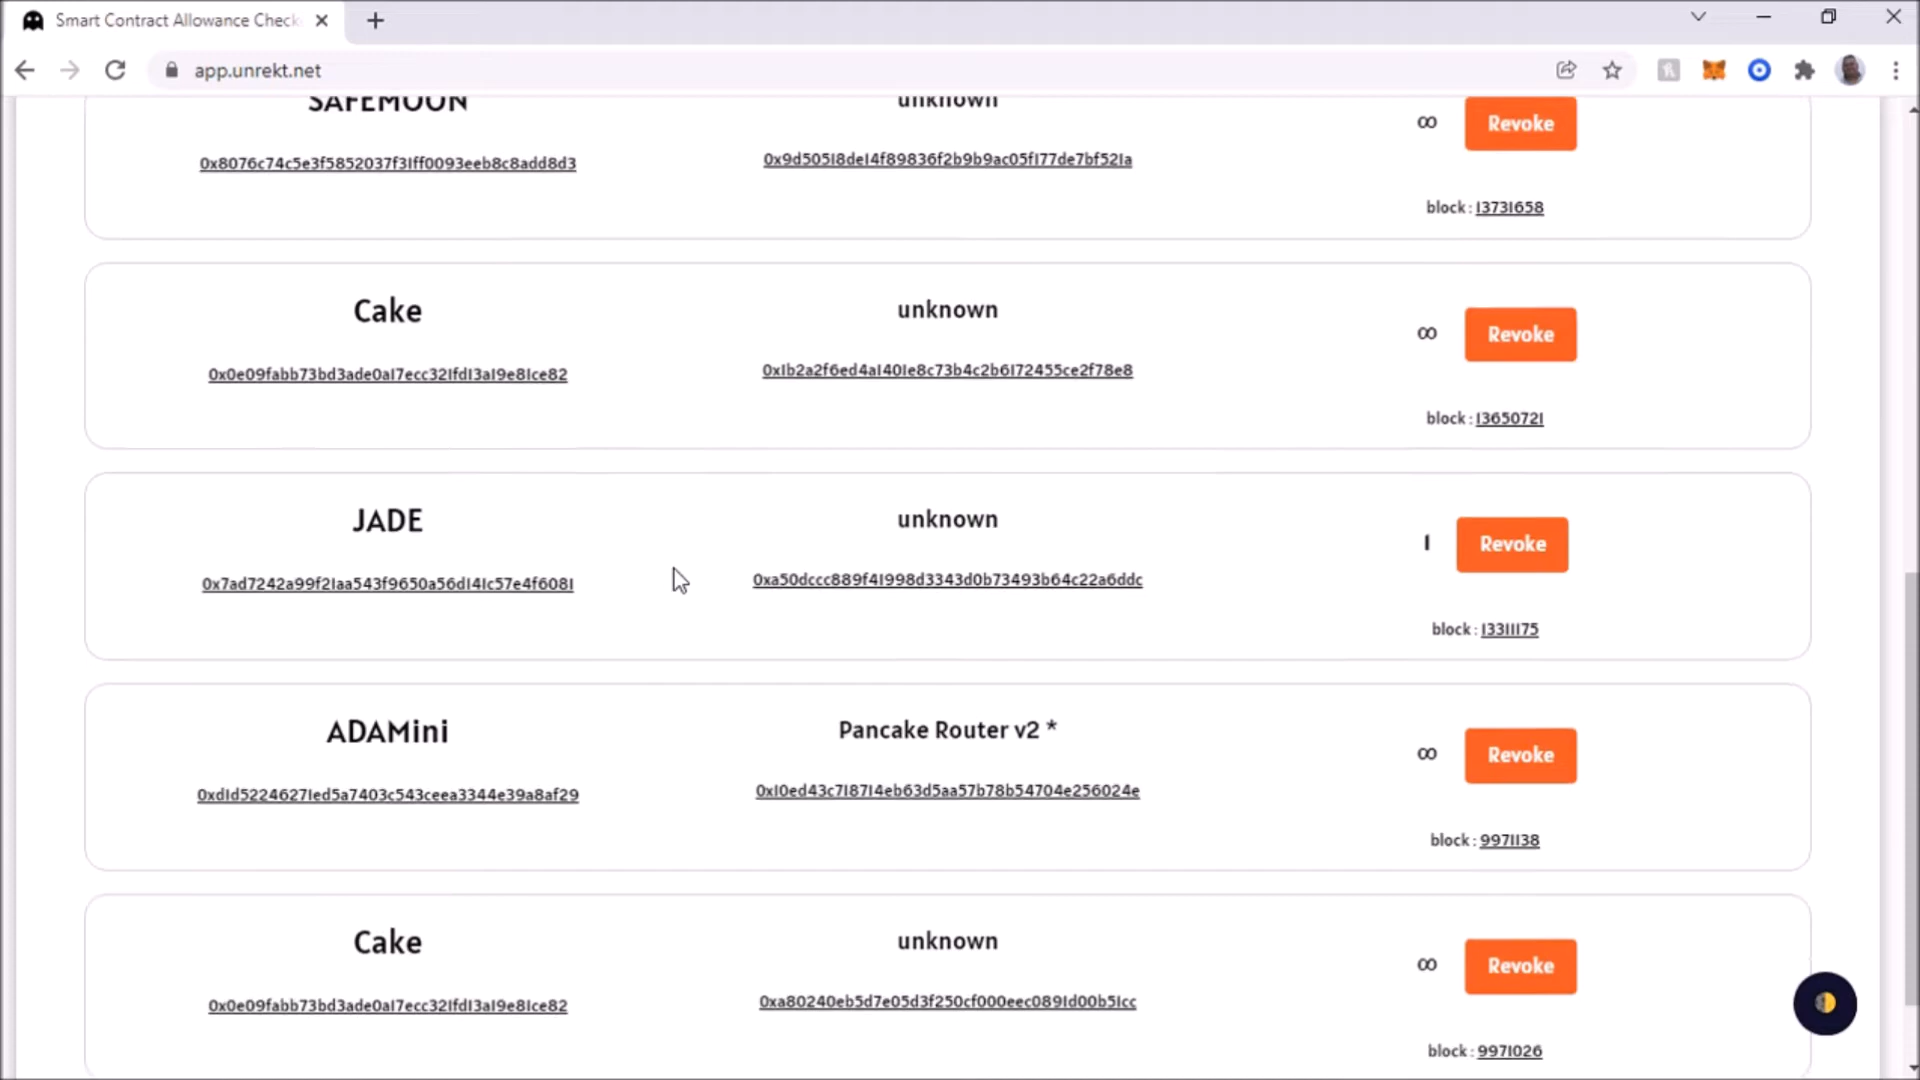 Smart Contract Allowance Check
app.unrekt.net
SAFEMOON
unknown
∞
Revoke
0x8076c74c5e3f5852037f31ff0093eeb8c8add8d3
0x9d50518de14f89836f2b9b9ac05f177de7bf521a
block : 13731658
Cake
unknown
∞
Revoke
0x0e09fabb73bd3ade0a17ecc321fd13a19e81ce82
0x1b2a2f6ed4a1401e8c73b4c2b6172455ce2f78e8
block : 13650721
JADE
unknown
1
Revoke
0x7ad7242a99f21aa543f9650a56d141c57e4f6081
0xa50dccc889f41998d3343d0b73493b64c22a6ddc
block : 13311175
ADAMini
Pancake Router v2 *
∞
Revoke
0xd1d52246271ed5a7403c543ceea3344e39a8af29
0x10ed43c718714eb63d5aa57b78b54704e256024e
block : 9971138
Cake
unknown
∞
Revoke
0x0e09fabb73bd3ade0a17ecc321fd13a19e81ce82
0xa80240eb5d7e05d3f250cf000eec0891d00b51cc
block : 9971026